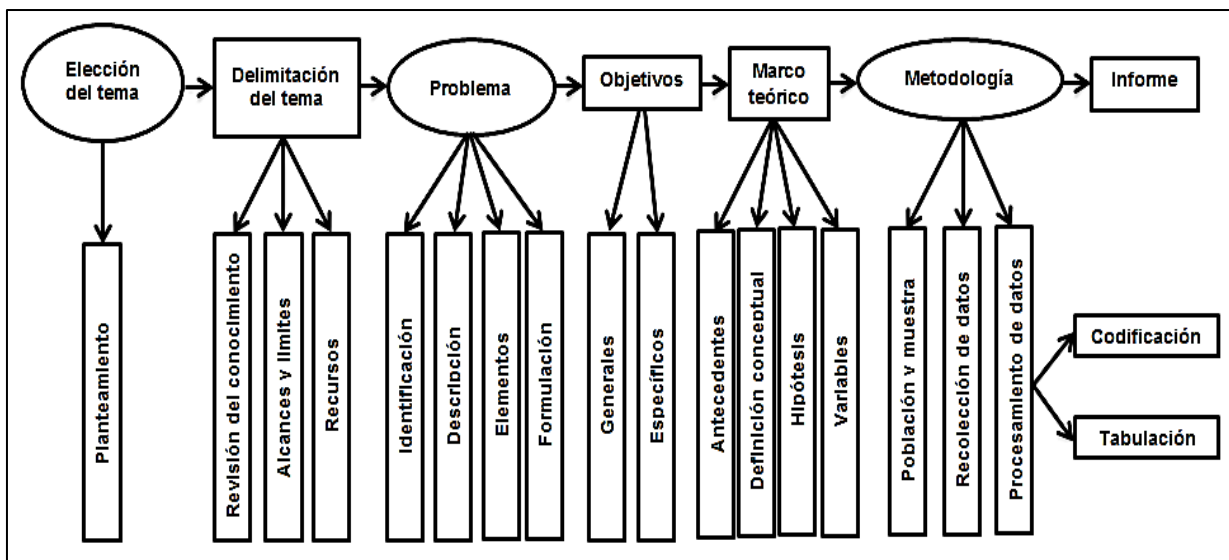 Elección
del tema
Delimitación
del tema
Problema
Objetivos
Marco
teórico
Metodología
Informe
Planteamiento
Revisión del conocimiento
Alcances y limites
Recursos
Identificación
Descripción
Elementos
Formulación
Generales
Específicos
Antecedentes
Definición conceptual
Hipótesis
Variables
Población y muestra
Recolección de datos
Procesamiento de datos
Codificación
Tabulación